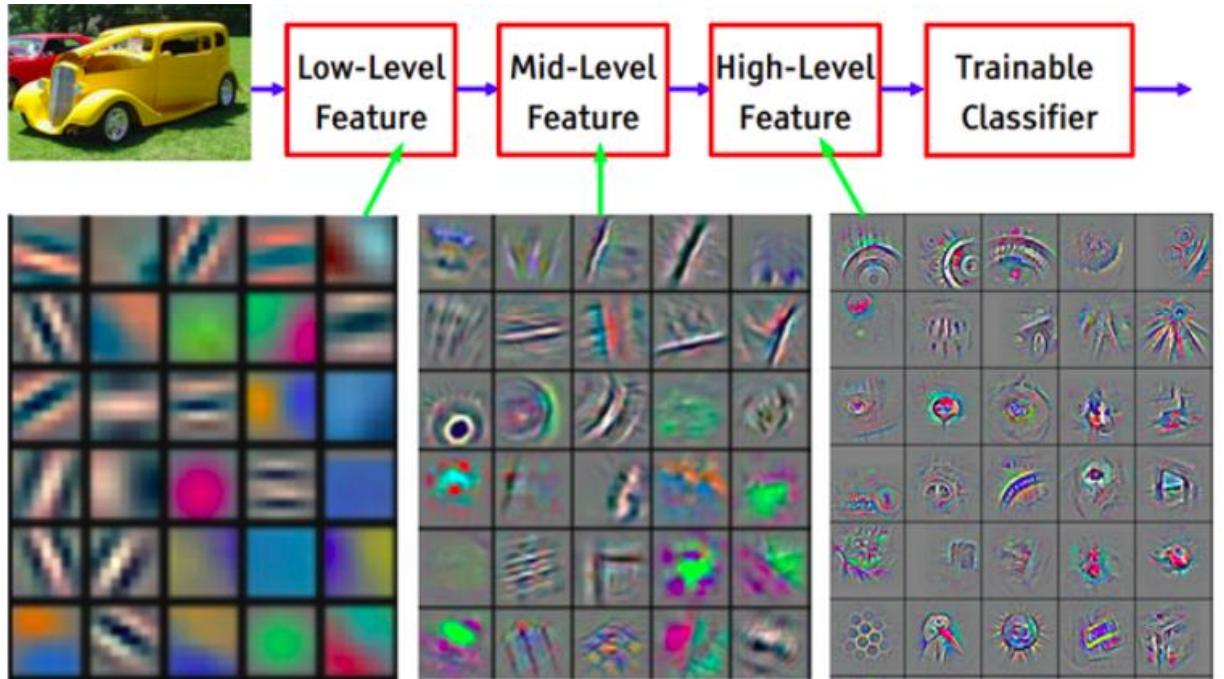 Low-Level
Feature
Mid-Level
Feature
High-Level
Feature
Trainable
Classifier